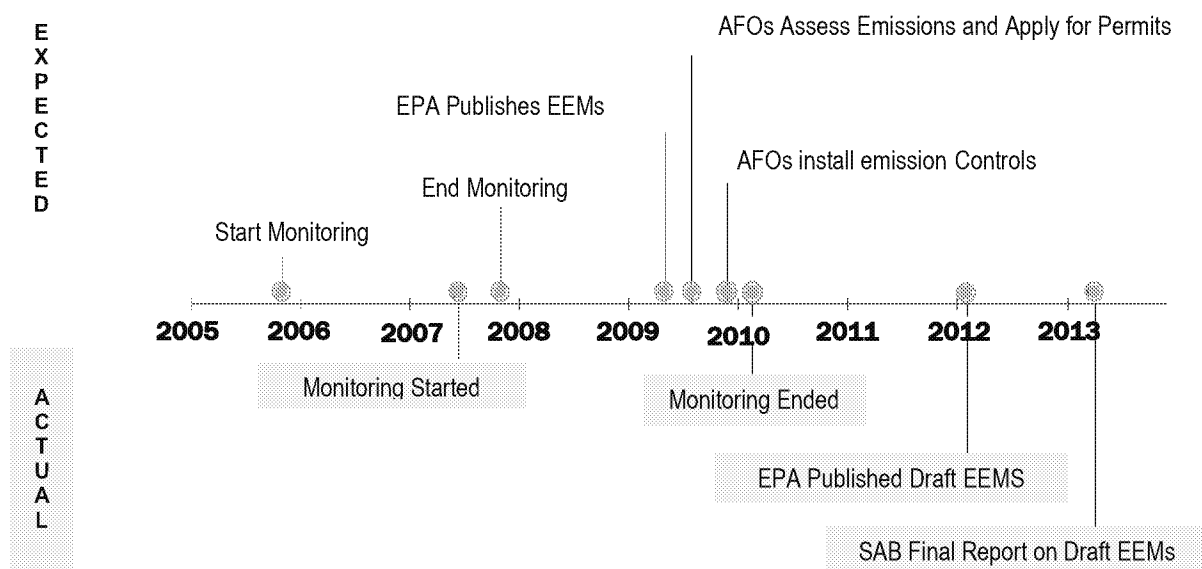 EXPECTED
AFOs Assess Emissions and Apply for Permits
EPA Publishes EEMs
AFOs install emission Controls
End Monitoring
Start Monitoring
2005 2006 2007 2008 2009 2010 2011 2012 2013
ACTUAL
Monitoring Started
Monitoring Ended
EPA Published Draft EEMS
SAB Final Report on Draft EEMs